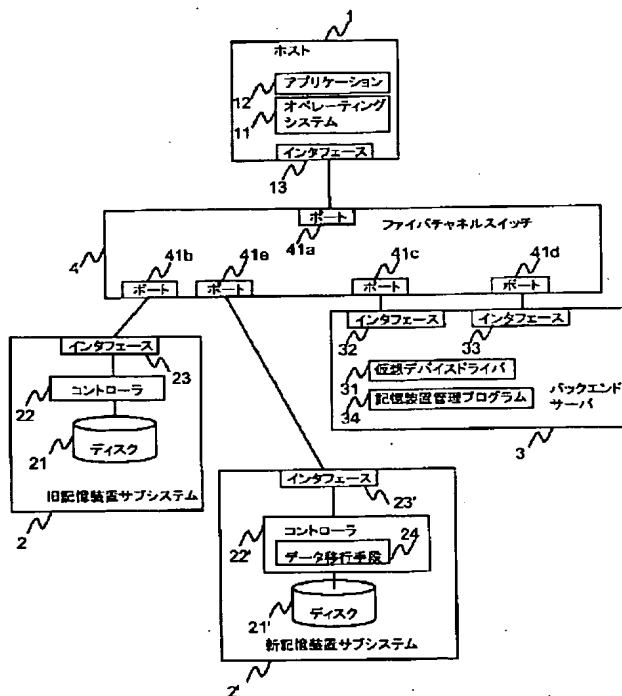 1
ホスト
アプリケーション
12
オペレーティング
システム
11
インタフェース
13
ポート
ファイバチャネルスイッチ
41a
4
41b
41e
41c
41d
ポート
ポート
ポート
ポート
インタフェース
23
22
コントローラ
21
ディスク
旧記憶装置サブシステム
2
インタフェース
インタフェース
32
33
31
仮想デバイスドライバ
34
記憶装置管理プログラム
バックエンド
サーバ
3
インタフェース
23'
コントローラ
24
22'
データ移行手段
21'
ディスク
新記憶装置サブシステム
2'